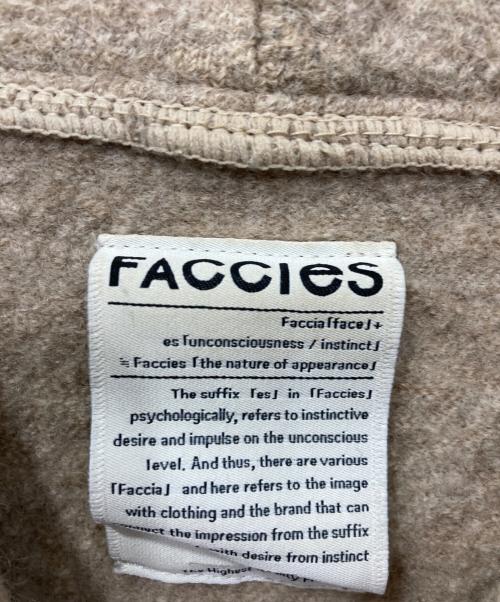 FACCIES
Faccia｢face｣+
es ｢unconsciousness / instinct｣
≒ Faccies ｢the nature of appearance｣
The suffix ｢es｣ in ｢Faccies｣
psychologically, refers to instinctive
desire and impulse on the unconscious
level. And thus, there are various
｢Faccia｣ and here refers to the image
with clothing and the brand that can
the impression from the suffix
with desire from instinct